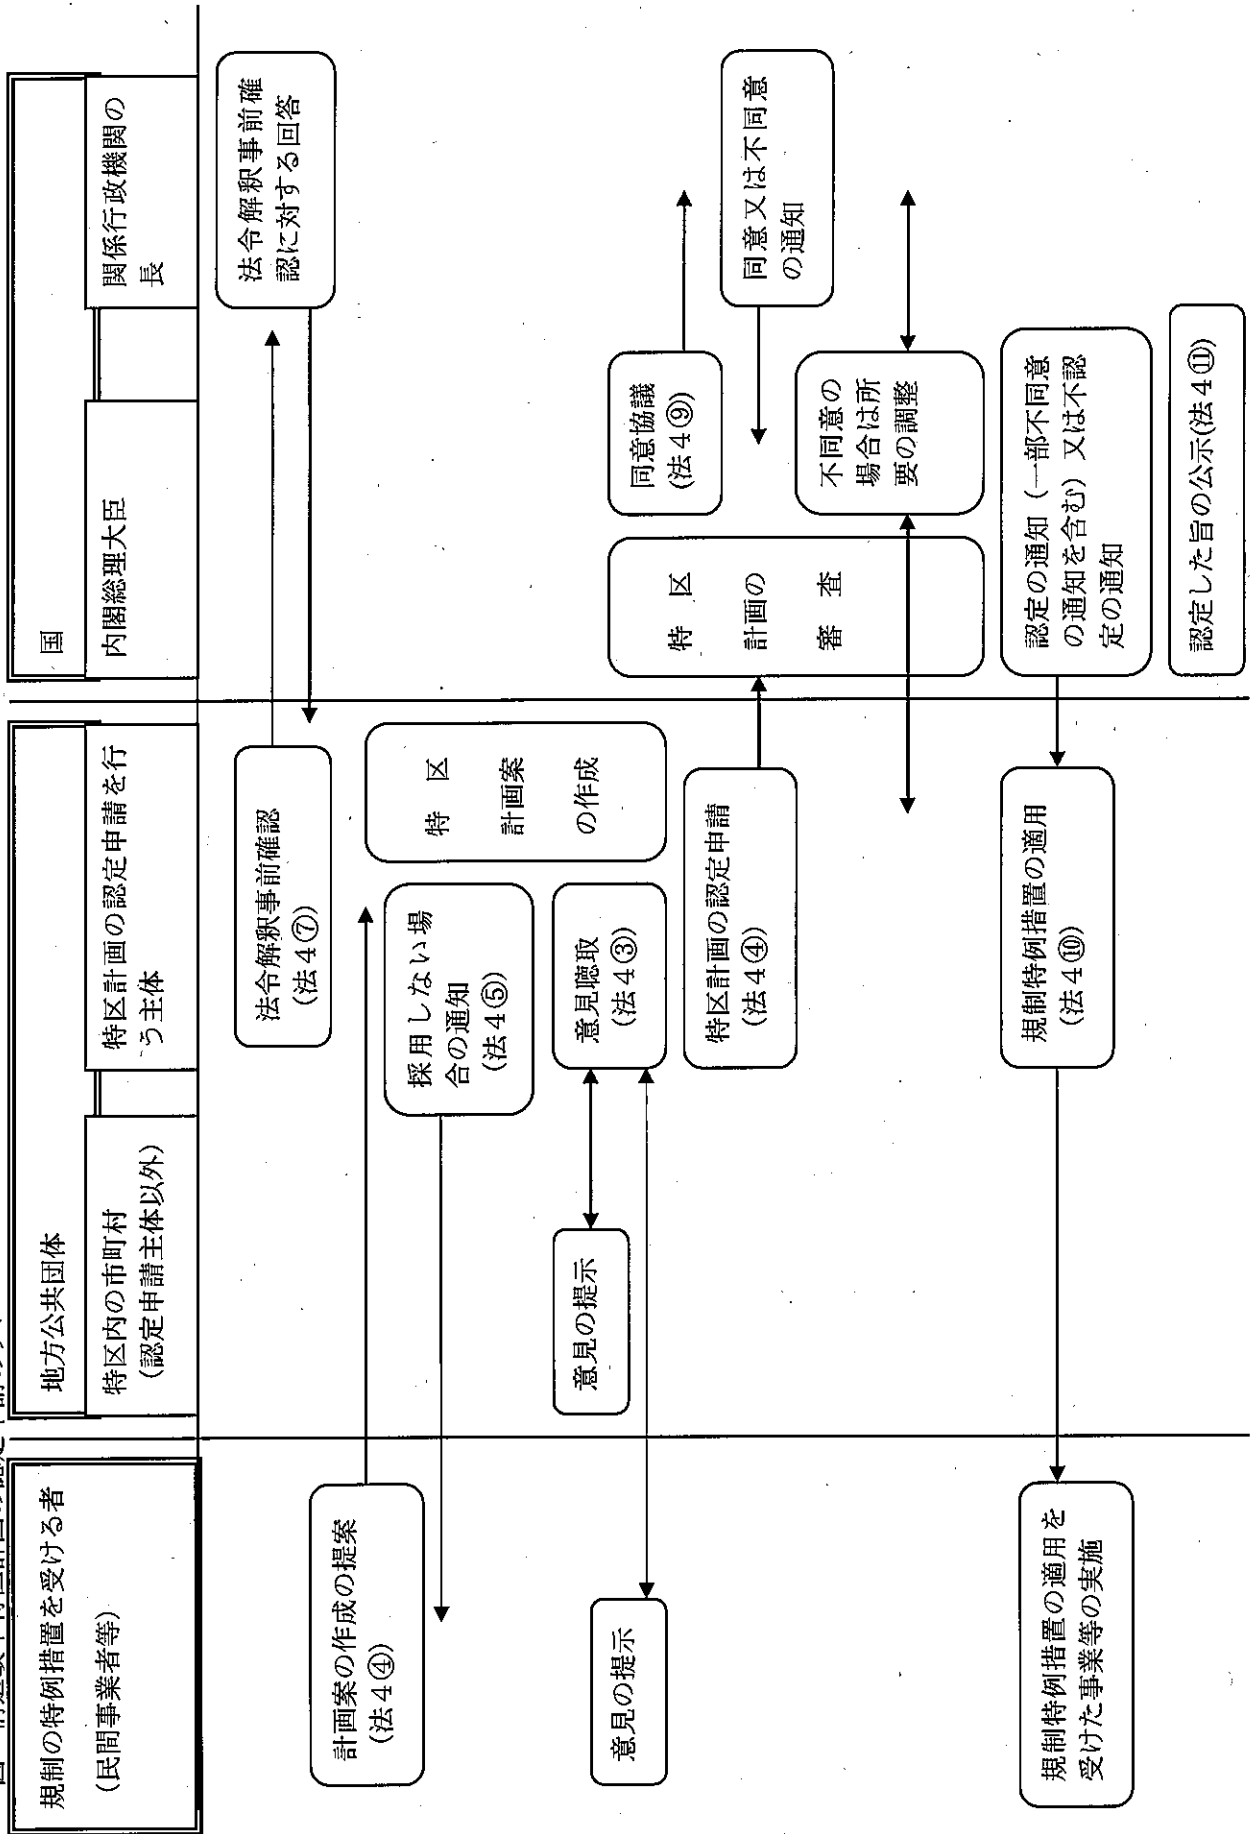 規制の特例措置を受ける者
(民間事業者等)
地方公共団体
特区内の市町村
(認定申請主体以外)
特区計画の認定申請を行
う主体
国
内閣総理大臣
関係行政機関の
長
法令解釈事前確認
(法4⑦)
法令解釈事前確
認に対する回答
計画案の作成の提案
(法4④)
採用しない場
合の通知
(法4⑤)
特区
計画案
の作成
意見の提示
意見の提示
意見聴取
(法4③)
特区計画の認定申請
(法4④)
特区
計画の
審査
同意協議
(法4⑨)
同意又は不同意
の通知
不同意の
場合は所
要の調整
認定の通知(一部不同意
の通知を含む)又は不認
定の通知
規制特例措置の適用
(法4⑩)
規制特例措置の適用を
受けた事業等の実施
認定した旨の公示(法4⑪)